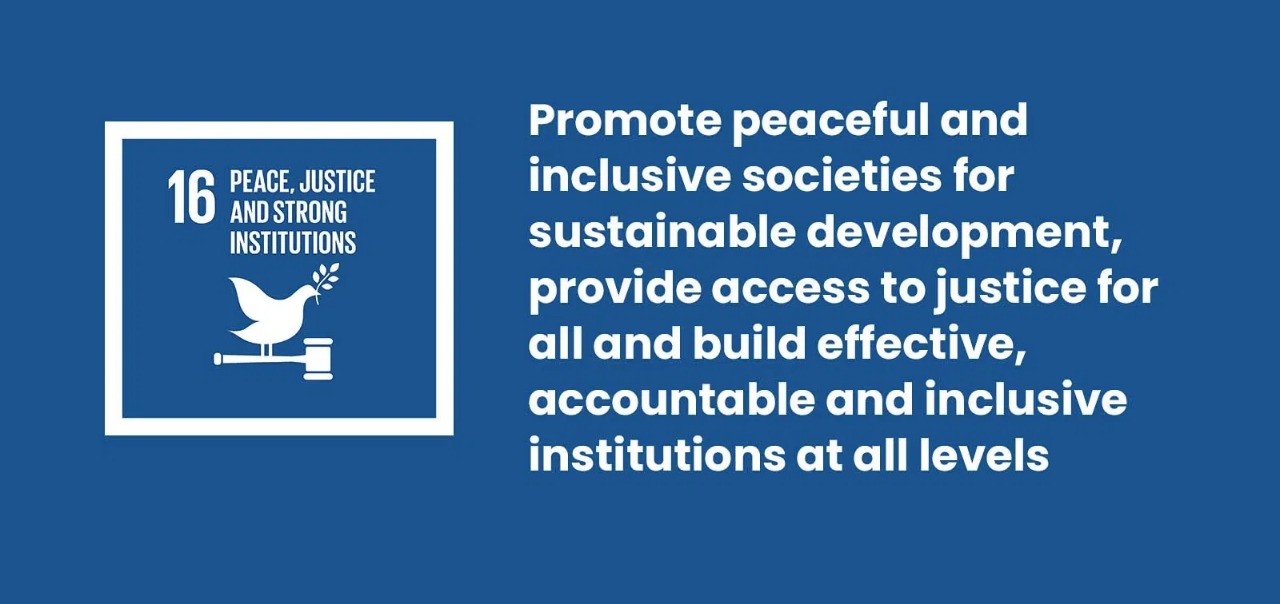 16 PEACE, JUSTICE
AND STRONG
INSTITUTIONS
Promote peaceful and
inclusive societies for
sustainable development,
provide access to justice for
all and build effective,
accountable and inclusive
institutions at all levels